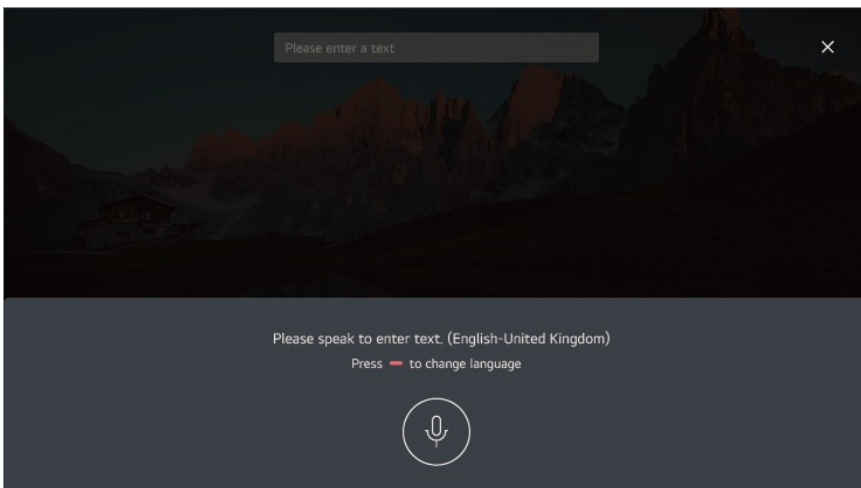 Please enter a text
Please speak to enter text. (English-United Kingdom)
Press to change language